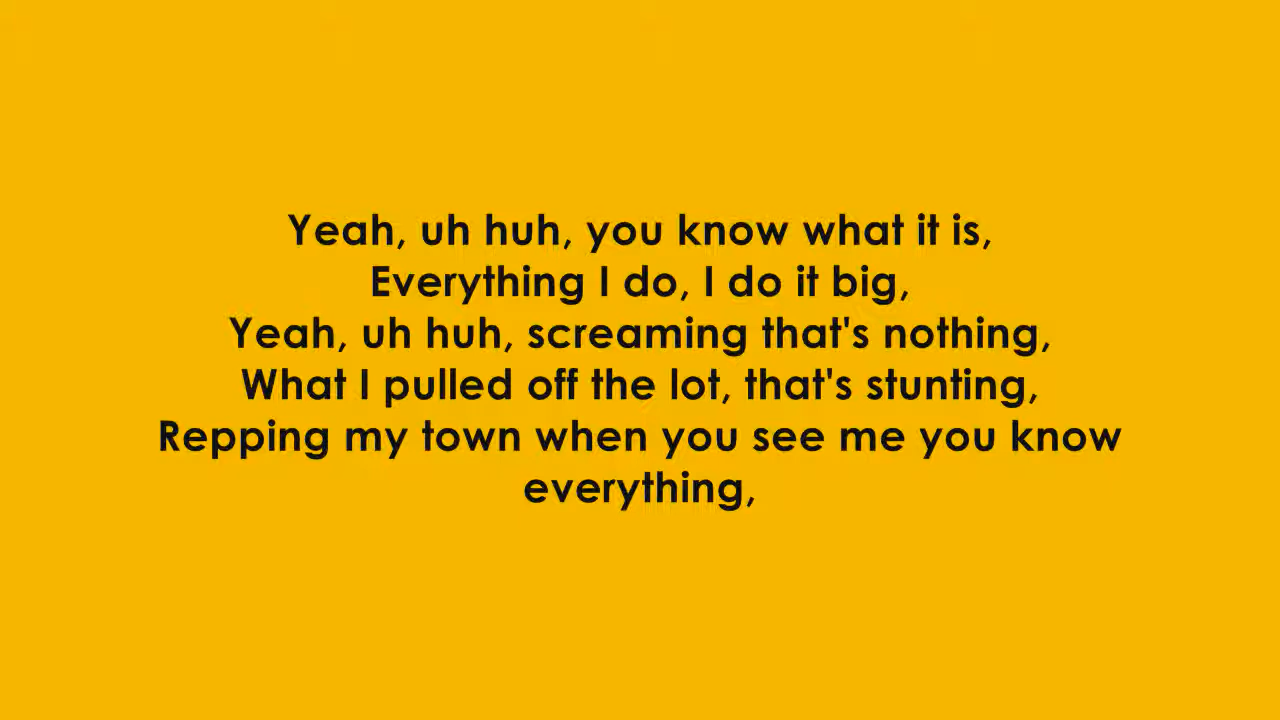 Yeah, uh huh, you know what it is,
Everything I do, I do it big,
Yeah, uh huh, screaming that's nothing,
What I pulled off the lot, that's stunting,
Repping my town when you see me you know
everything,